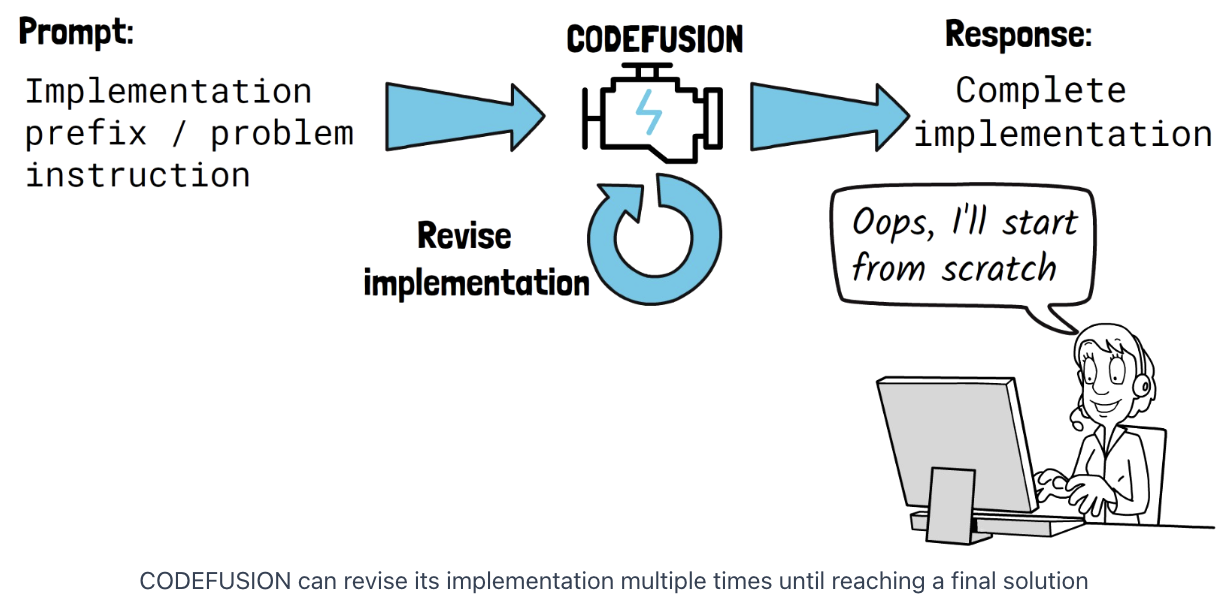 Prompt:
Implementation
prefix / problem
instruction
CODEFUSION
Response:
Complete
implementation
Revise
implementation
Oops, I'll start
from scratch
CODEFUSION can revise its implementation multiple times until reaching a final solution